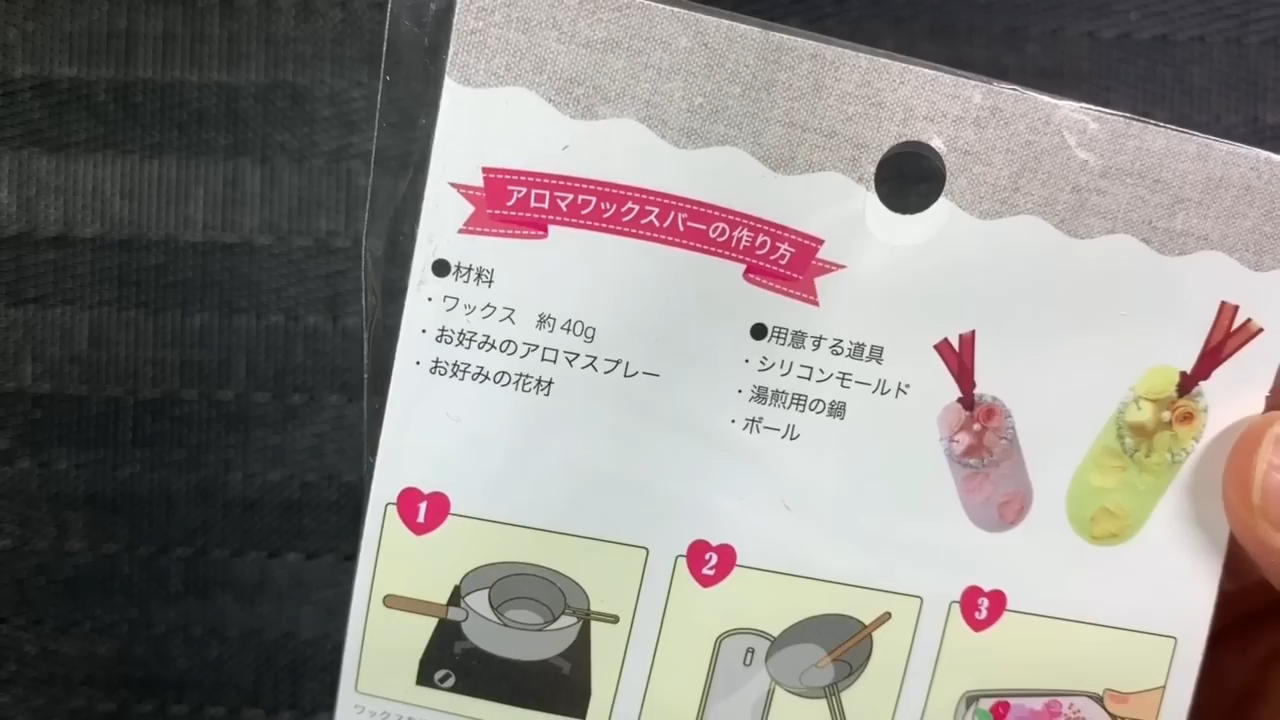 アロマワックスバーの作り方
●材料
・ワックス　約40g
・お好みのアロマスプレー
・お好みの花材
●用意する道具
・シリコンモールド
・湯煎用の鍋
・ボール
1
2
3